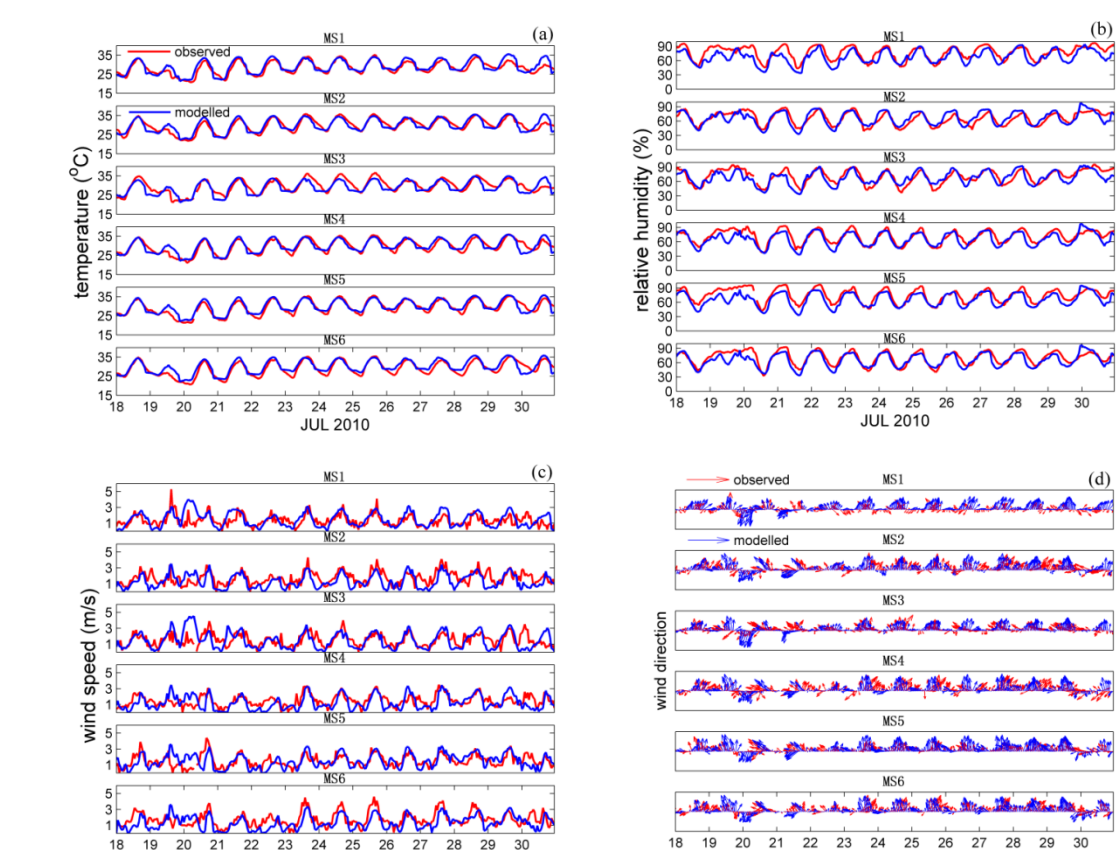 (a)
MS1
observed
35
25
15
MS2
modelled
35
25
15
MS3
35
25
15
MS4
35
25
15
MS5
35
25
15
MS6
35
25
15
temperature (°C)
18 19 20 21 22 23 24 25 26 27 28 29 30
JUL 2010
(b)
MS1
90
60
30
0
MS2
90
60
30
0
MS3
90
60
30
0
MS4
90
60
30
0
MS5
90
60
30
0
MS6
90
60
30
0
relative humidity (%)
18 19 20 21 22 23 24 25 26 27 28 29 30
JUL 2010
(c)
MS1
5
3
1
MS2
5
3
1
MS3
5
3
1
MS4
5
3
1
MS5
5
3
1
MS6
5
3
1
wind speed (m/s)
18 19 20 21 22 23 24 25 26 27 28 29 30
observed
MS1
(d)
modelled
MS2
MS3
MS4
MS5
MS6
wind direction
18 19 20 21 22 23 24 25 26 27 28 29 30